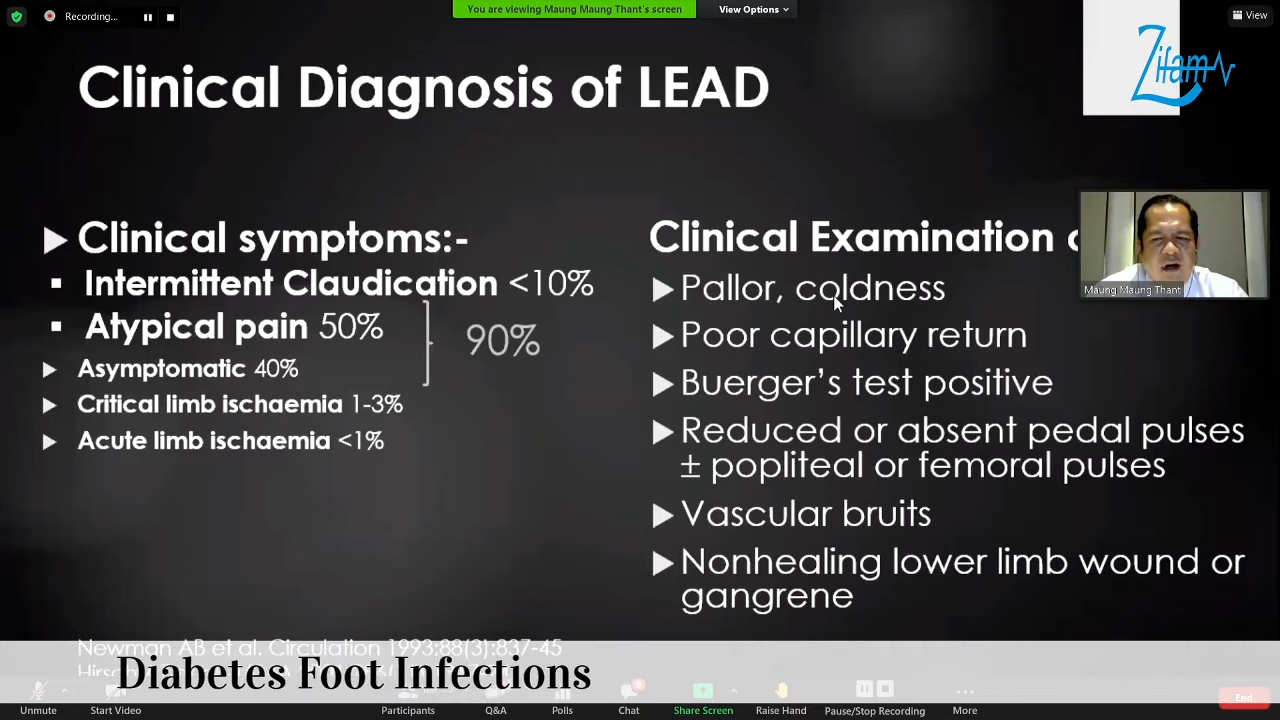 Recording...
You are viewing Maung Maung Thant's screen
View Options
View
Zifam
Clinical Diagnosis of LEAD
Clinical symptoms:-
Intermittent Claudication <10%
Atypical pain 50%
90%
Asymptomatic 40%
Critical limb ischaemia 1-3%
Acute limb ischaemia <1%
Clinical Examination
Pallor, coldness
Poor capillary return
Buerger's test positive
Reduced or absent pedal pulses
± popliteal or femoral pulses
Vascular bruits
Nonhealing lower limb wound or
gangrene
Maung Maung Thant
Newman AB et al. Circulation 1993;88(3):837-45
Diabetes Foot Infections
Unmute
Start Video
Participants
Q&A
Polls
Chat
Share Screen
Raise Hand
Pause/Stop Recording
More
End